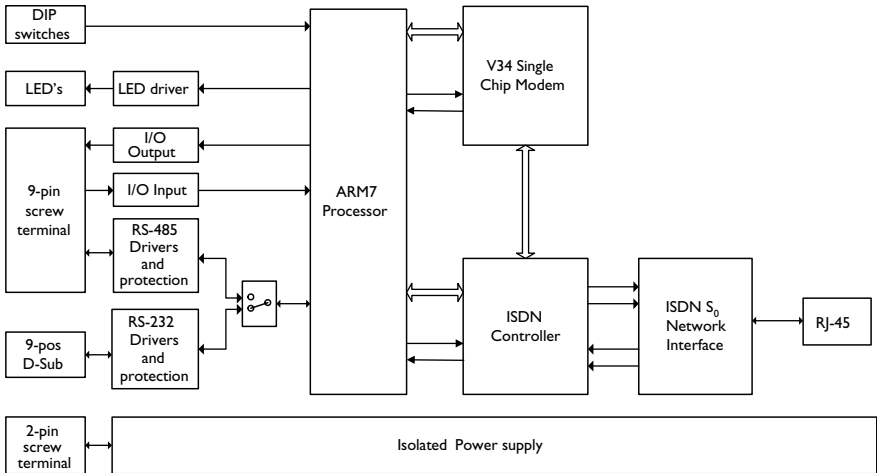 DIP
switches
LED's
LED driver
I/O
Output
I/O Input
9-pin
screw
terminal
RS-485
Drivers
and
protection
RS-232
Drivers
and
protection
9-pos
D-Sub
2-pin
screw
terminal
Isolated Power supply
ARM7
Processor
V34 Single
Chip Modem
ISDN
Controller
ISDN S0
Network
Interface
RJ-45